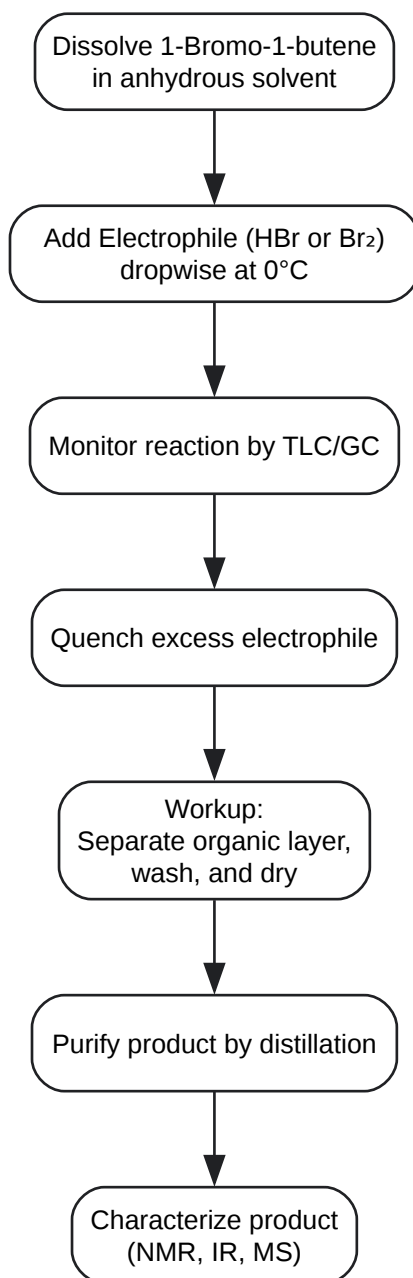 Dissolve 1-Bromo-1-butene
in anhydrous solvent
Add Electrophile (HBr or Br₂)
dropwise at 0°C
Monitor reaction by TLC/GC
Quench excess electrophile
Workup:
Separate organic layer,
wash, and dry
Purify product by distillation
Characterize product
(NMR, IR, MS)